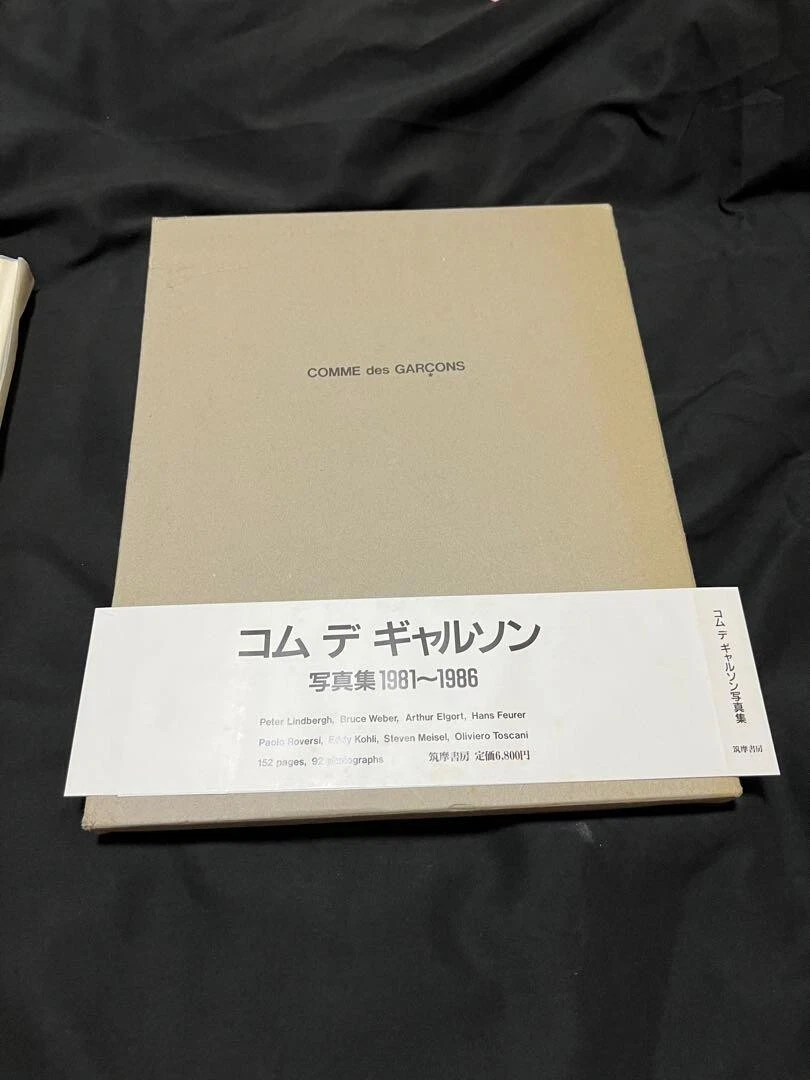 COMME des GARÇONS
コム デ ギャルソン
写真集1981〜1986
Peter Lindbergh, Bruce Weber, Arthur Elgort, Hans Feurer
Paolo Roversi, Eddy Kohli, Steven Meisel, Oliviero Toscani
152 pages, 92 photographs 筑摩書房 定価6,800円
コム デ ギャルソン写真集
筑摩書房